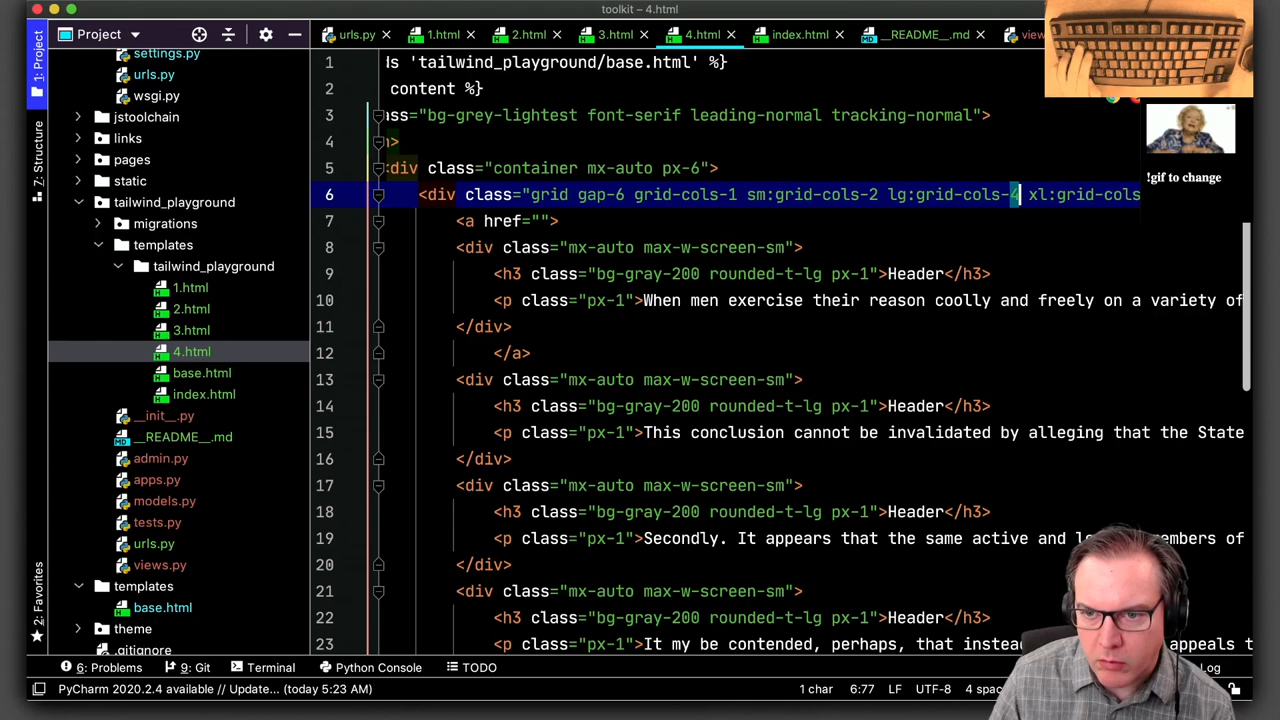 toolkit – 4.html
Project
urls.py
1.html
2.html
3.html
4.html
index.html
__README__.md
1: Project
7: Structure
2: Favorites
settings.py
urls.py
wsgi.py
jstoolchain
links
pages
static
tailwind_playground
migrations
templates
tailwind_playground
1.html
2.html
3.html
4.html
base.html
index.html
__init__.py
__README__.md
admin.py
apps.py
models.py
tests.py
urls.py
views.py
templates
base.html
theme
.gitignore
1 'tailwind_playground/base.html' %}
2 content %}
3 ="bg-grey-lightest font-serif leading-normal tracking-normal">
4 >
5 div class="container mx-auto px-6">
6 <div class="grid gap-6 grid-cols-1 sm:grid-cols-2 lg:grid-cols-4 xl:grid-cols
7 <a href="">
8 <div class="mx-auto max-w-screen-sm">
9 <h3 class="bg-gray-200 rounded-t-lg px-1">Header</h3>
10 <p class="px-1">When men exercise their reason coolly and freely on a variety of
11 </div>
12 </a>
13 <div class="mx-auto max-w-screen-sm">
14 <h3 class="bg-gray-200 rounded-t-lg px-1">Header</h3>
15 <p class="px-1">This conclusion cannot be invalidated by alleging that the State
16 </div>
17 <div class="mx-auto max-w-screen-sm">
18 <h3 class="bg-gray-200 rounded-t-lg px-1">Header</h3>
19 <p class="px-1">Secondly. It appears that the same active and of
20 </div>
21 <div class="mx-auto max-w-screen-sm">
22 <h3 class="bg-gray-200 rounded-t-lg px-1">Header</h3>
23 <p class="px-1">It my be contended, perhaps, that appeals
!gif to change
6: Problems
9: Git
Terminal
Python Console
TODO
Log
PyCharm 2020.2.4 available // Update... (today 5:23 AM)
1 char
6:77
LF
UTF-8
4